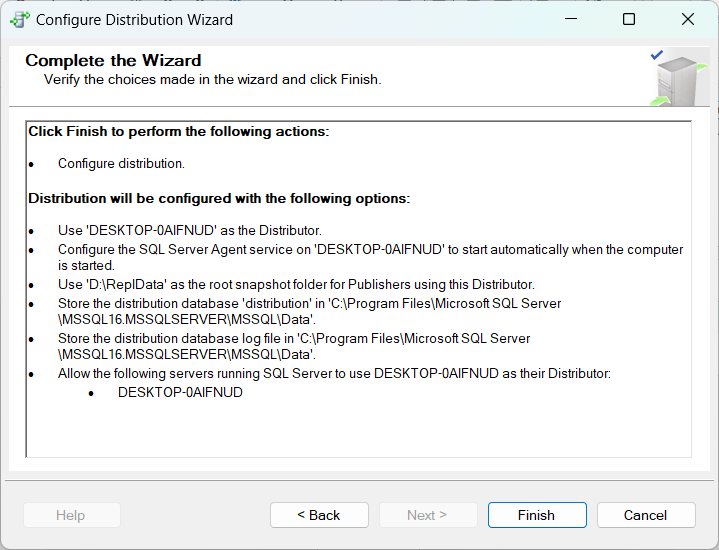 Configure Distribution Wizard
Complete the Wizard
Verify the choices made in the wizard and click Finish.
Click Finish to perform the following actions:
• Configure distribution.
Distribution will be configured with the following options:
• Use 'DESKTOP-0AIFNUD' as the Distributor.
• Configure the SQL Server Agent service on 'DESKTOP-0AIFNUD' to start automatically when the computer
is started.
• Use 'D:\ReplData' as the root snapshot folder for Publishers using this Distributor.
• Store the distribution database 'distribution' in 'C:\Program Files\Microsoft SQL Server
\MSSQL16.MSSQLSERVER\MSSQL\Data'.
• Store the distribution database log file in 'C:\Program Files\Microsoft SQL Server
\MSSQL16.MSSQLSERVER\MSSQL\Data'.
• Allow the following servers running SQL Server to use DESKTOP-0AIFNUD as their Distributor:
• DESKTOP-0AIFNUD
Help
< Back
Next >
Finish
Cancel